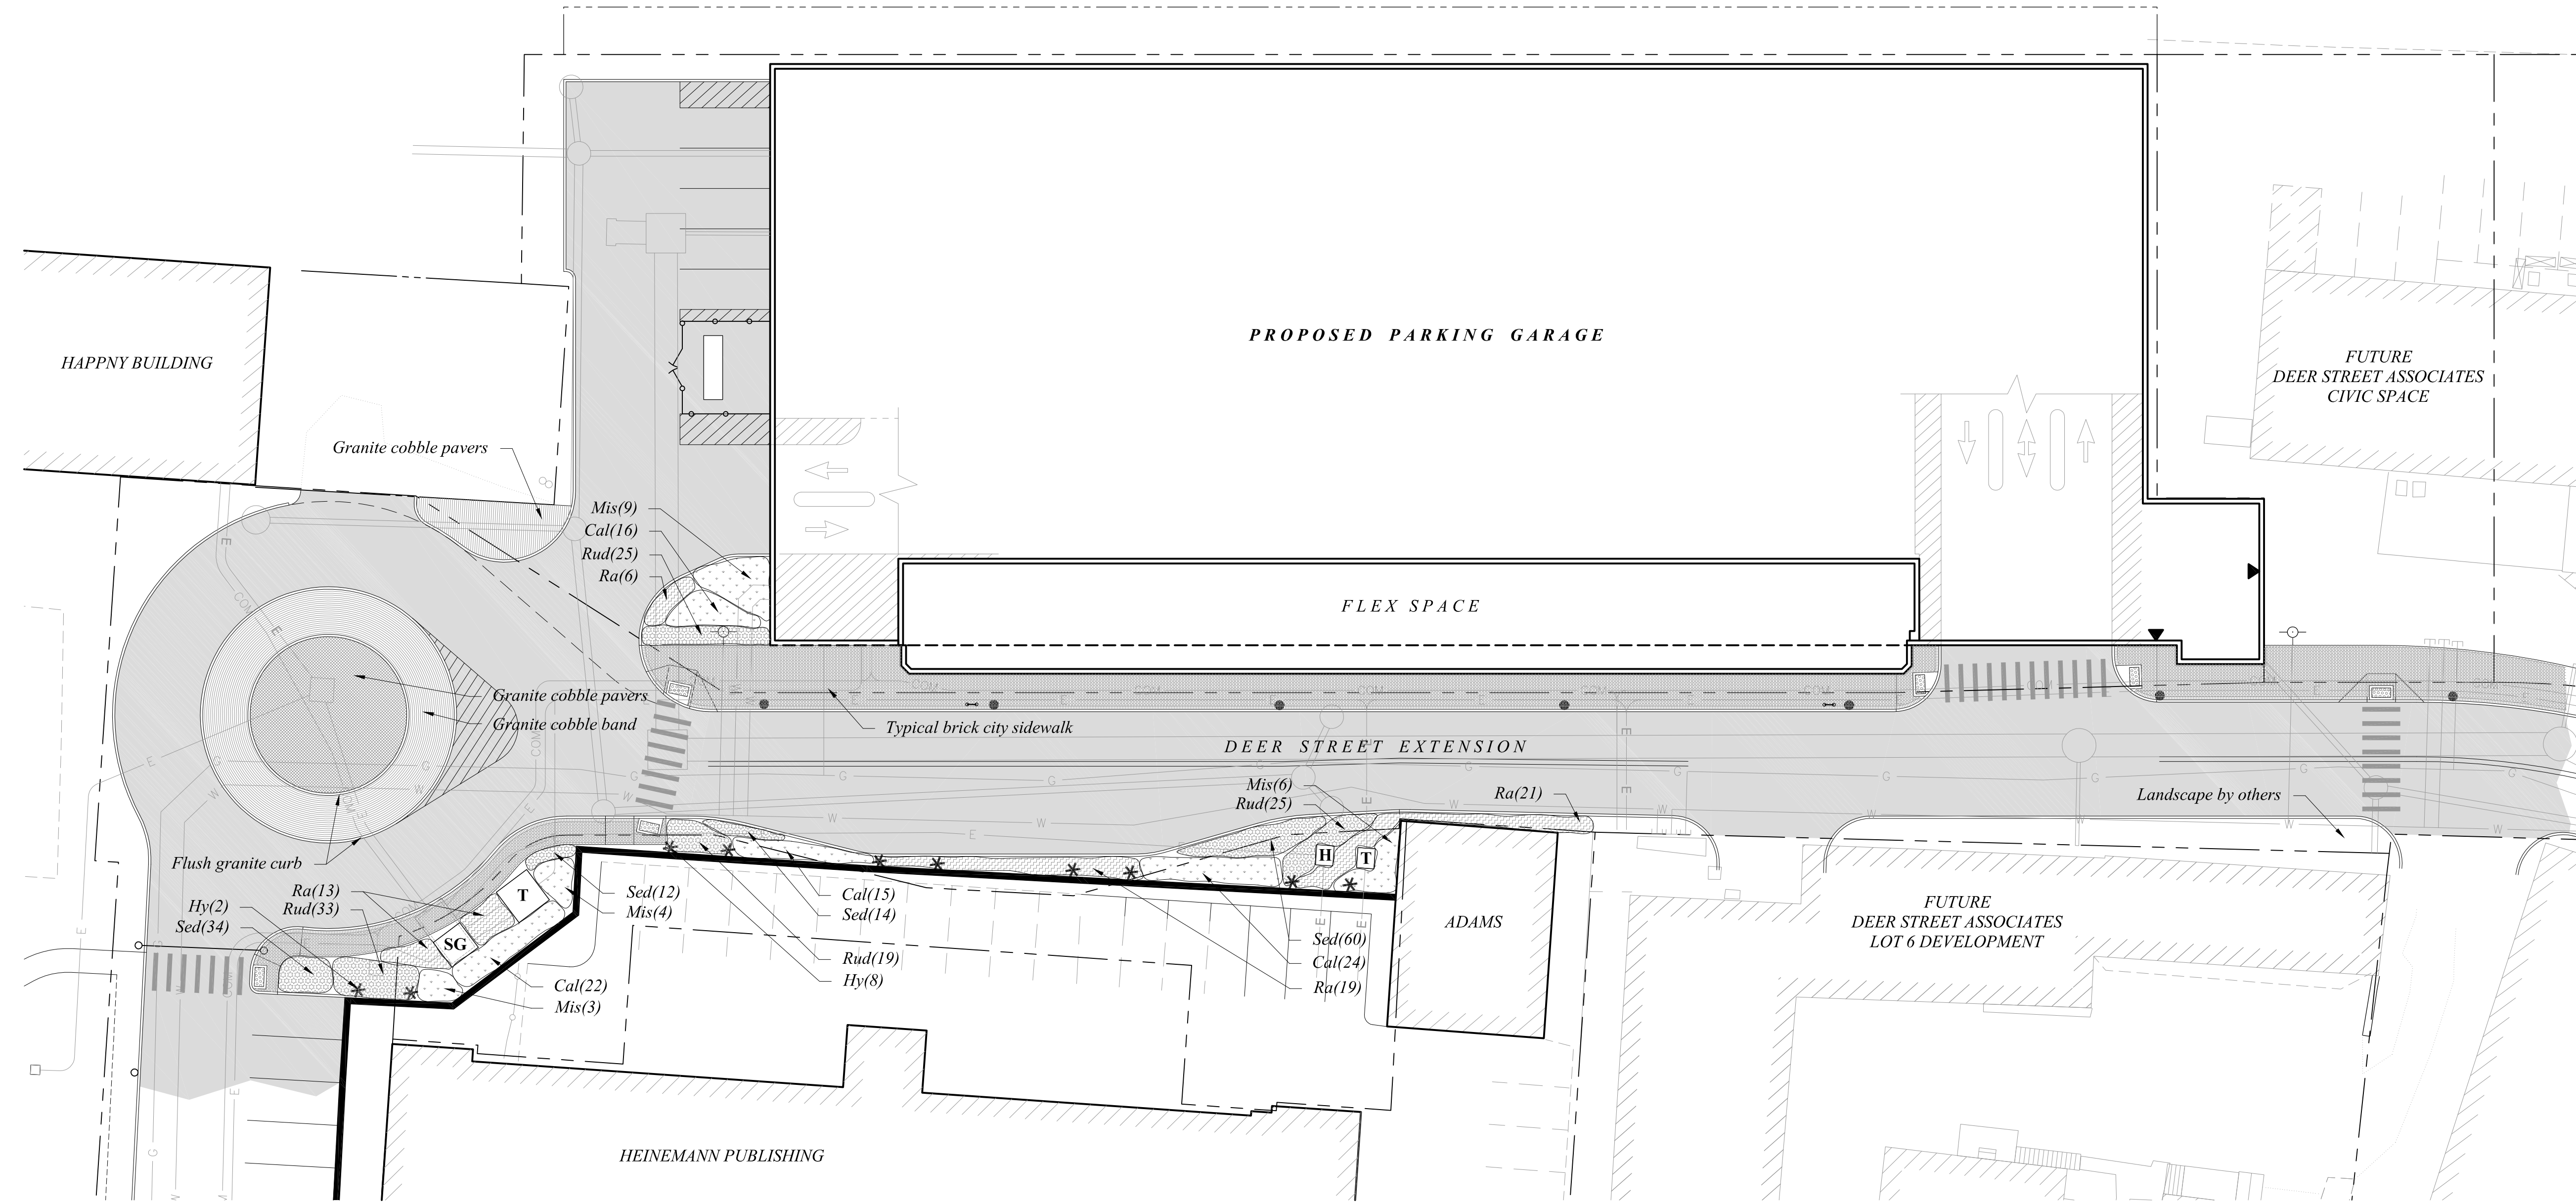 PROPOSED PARKING GARAGE
HAPPNY BUILDING
FUTURE
DEER STREET ASSOCIATES
CIVIC SPACE
Granite cobble pavers
Mis(9)
Cal(16)
Rud(25)
Ra(6)
FLEX SPACE
Granite cobble pavers
Granite cobble band
Typical brick city sidewalk
DEER STREET EXTENSION
Mis(6)
Rud(25)
Ra(21)
Landscape by others
Flush granite curb
Ra(13)
Hy(2)
Rud(33)
Sed(34)
T
SG
Sed(12)
Mis(4)
Cal(15)
Sed(14)
H
T
Rud(19)
Hy(8)
Cal(22)
Mis(3)
Sed(60)
Cal(24)
Ra(19)
ADAMS
FUTURE
DEER STREET ASSOCIATES
LOT 6 DEVELOPMENT
HEINEMANN PUBLISHING